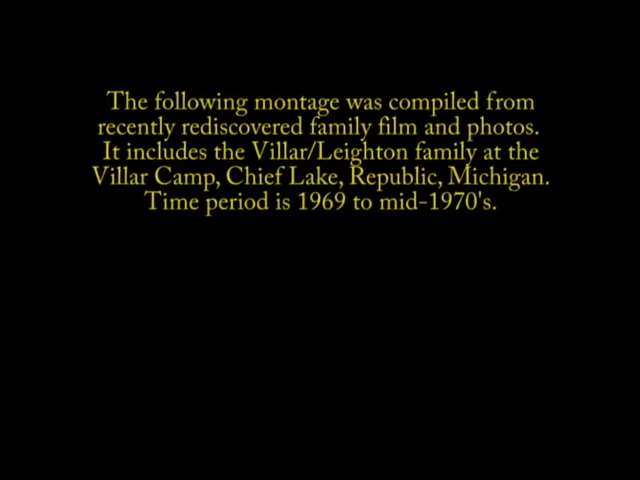 The following montage was compiled from
recently rediscovered family film and photos.
It includes the Villar/Leighton family at the
Villar Camp, Chief Lake, Republic, Michigan.
Time period is 1969 to mid-1970's.